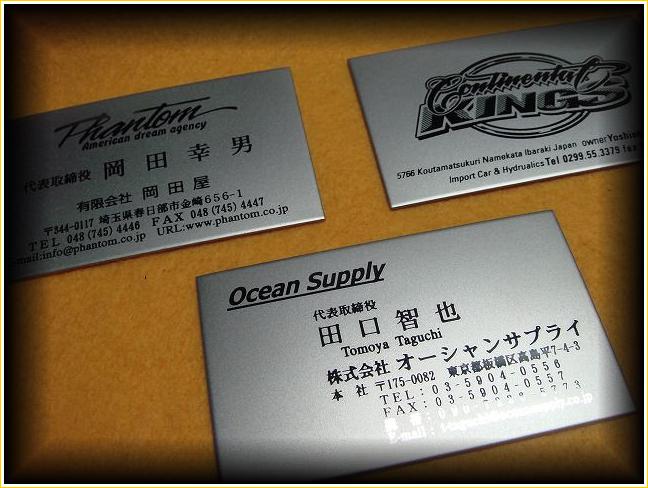 Phantom
American dream agency
代表取締役 岡田幸男
有限会社 岡田屋
〒344-0117 埼玉県春日部市金崎656-1
TEL 048 (745) 4446 FAX 048 (745) 4447
mail:info@phantom.co.jp URL:www.phantom.co.jp
Continental
KINGS
5766 Koutamatsukuri Namekata Ibaraki Japan owner Yoshin
Import Car & Hydrualics Tel 0299.55.3379 fax
Ocean Supply
代表取締役
田口智也
Tomoya Taguchi
株式会社 オーシャンサプライ
本社 〒175-0082 東京都板橋区高島平7-4-3
TEL: 03-5904-0556
FAX: 03-5904-0557
E-mail: